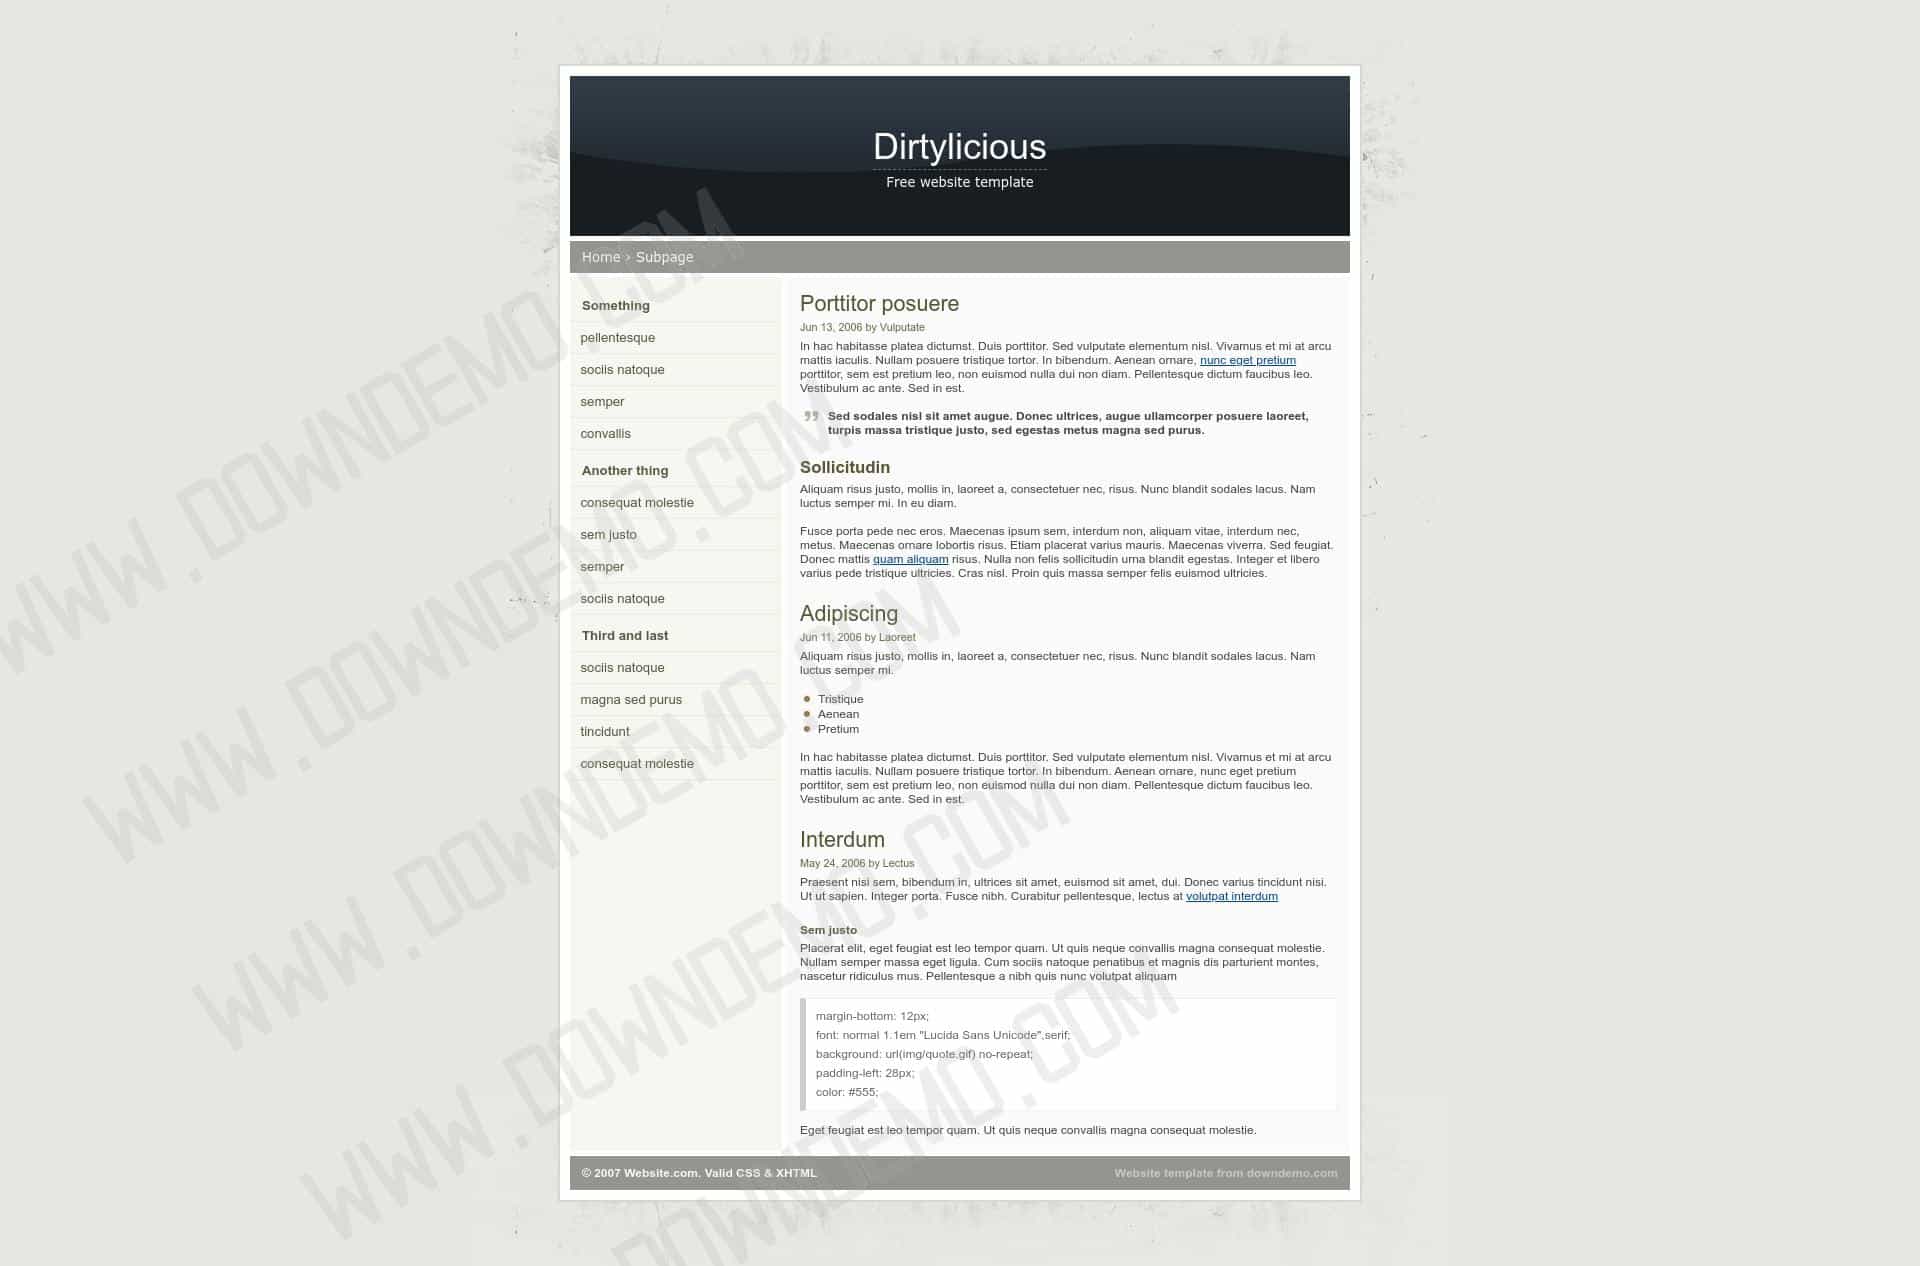 Dirtylicious
Free website template
Home › Subpage
Something
pellentesque
sociis natoque
semper
convallis
Another thing
consequat molestie
sem justo
semper
sociis natoque
Third and last
sociis natoque
magna sed purus
tincidunt
consequat molestie
Porttitor posuere
Jun 13, 2006 by Vulputate
In hac habitasse platea dictumst. Duis porttitor. Sed vulputate elementum nisl. Vivamus et mi at arcu
mattis iaculis. Nullam posuere tristique tortor. In bibendum. Aenean ornare, nunc eget pretium
porttitor, sem est pretium leo, non euismod nulla dui non diam. Pellentesque dictum faucibus leo.
Vestibulum ac ante. Sed in est.
Sed sodales nisl sit amet augue. Donec ultrices, augue ullamcorper posuere laoreet,
turpis massa tristique justo, sed egestas metus magna sed purus.
Sollicitudin
Aliquam risus justo, mollis in, laoreet a, consectetuer nec, risus. Nunc blandit sodales lacus. Nam
luctus semper mi. In eu diam.
Fusce porta pede nec eros. Maecenas ipsum sem, interdum non, aliquam vitae, interdum nec,
metus. Maecenas ornare lobortis risus. Etiam placerat varius mauris. Maecenas viverra. Sed feugiat.
Donec mattis quam aliquam risus. Nulla non felis sollicitudin urna blandit egestas. Integer et libero
varius pede tristique ultricies. Cras nisl. Proin quis massa semper felis euismod ultricies.
Adipiscing
Jun 11, 2006 by Laoreet
Aliquam risus justo, mollis in, laoreet a, consectetuer nec, risus. Nunc blandit sodales lacus. Nam
luctus semper mi.
Tristique
Aenean
Pretium
In hac habitasse platea dictumst. Duis porttitor. Sed vulputate elementum nisl. Vivamus et mi at arcu
mattis iaculis. Nullam posuere tristique tortor. In bibendum. Aenean ornare, nunc eget pretium
porttitor, sem est pretium leo, non euismod nulla dui non diam. Pellentesque dictum faucibus leo.
Vestibulum ac ante. Sed in est.
Interdum
May 24, 2006 by Lectus
Praesent nisi sem, bibendum in, ultrices sit amet, euismod sit amet, dui. Donec varius tincidunt nisi.
Ut ut sapien. Integer porta. Fusce nibh. Curabitur pellentesque, lectus at volutpat interdum
Sem justo
Placerat elit, eget feugiat est leo tempor quam. Ut quis neque convallis magna consequat molestie.
Nullam semper massa eget ligula. Cum sociis natoque penatibus et magnis dis parturient montes,
nascetur ridiculus mus. Pellentesque a nibh quis nunc volutpat aliquam
margin-bottom: 12px;
font: normal 1.1em "Lucida Sans Unicode",serif;
background: url(img/quote.gif) no-repeat;
padding-left: 28px;
color: #555;
Eget feugiat est leo tempor quam. Ut quis neque convallis magna consequat molestie.
© 2007 Website.com. Valid CSS & XHTML
Website template from downdemo.com
WWW.DOWNDEMO.COM
WWW.DOWNDEMO.COM
WWW.DOWNDEMO.COM
WWW.DOWNDEMO.COM
DOWNDEMO.COM